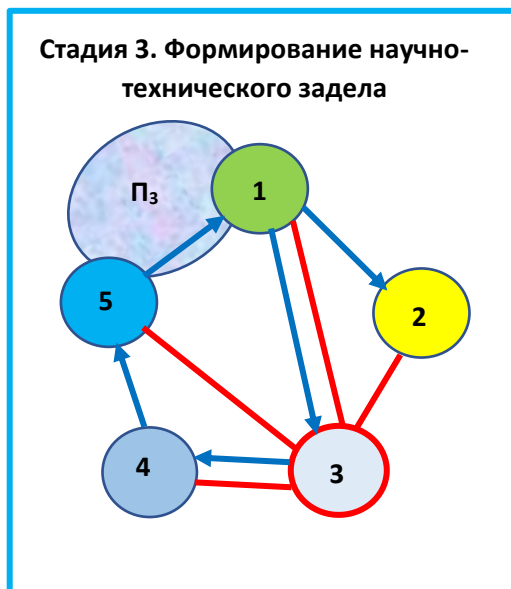 Стадия 3. Формирование научно-
технического задела
П₃
1
5
2
4
3